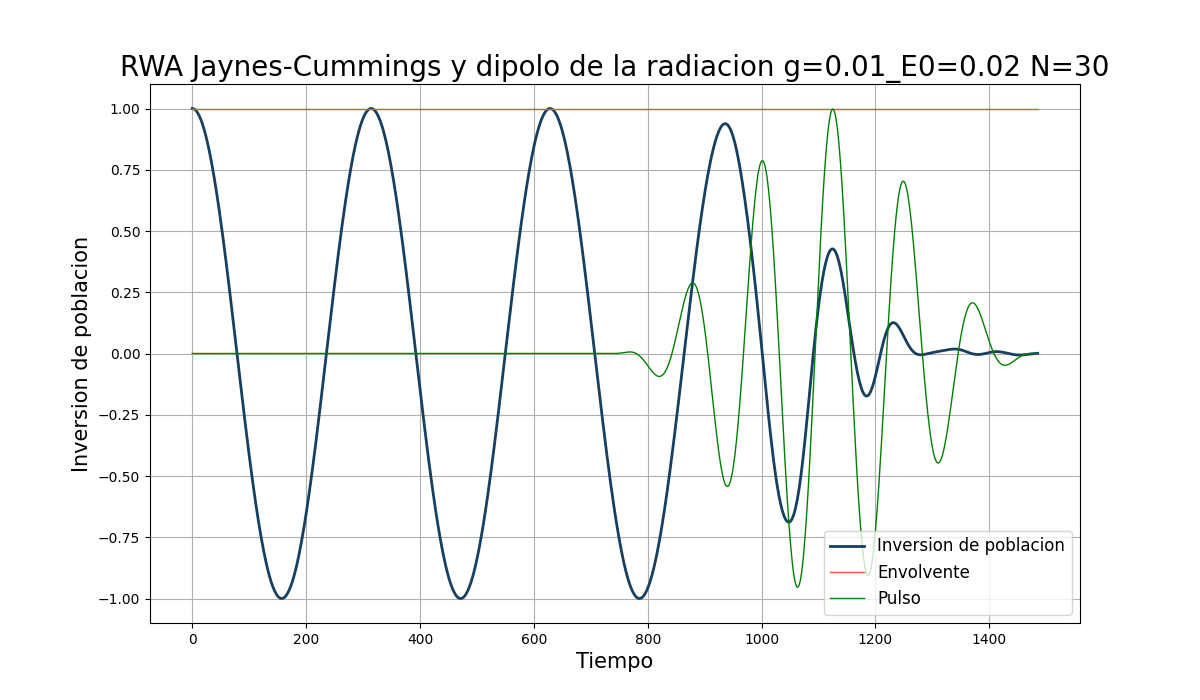 RWA Jaynes-Cummings y dipolo de la radiacion g=0.01_E0=0.02 N=30
1.00
0.75
0.50
0.25
0.00
−0.25
−0.50
−0.75
−1.00
Inversion de poblacion
Inversion de poblacion
Envolvente
Pulso
0 200 400 600 800 1000 1200 1400
Tiempo